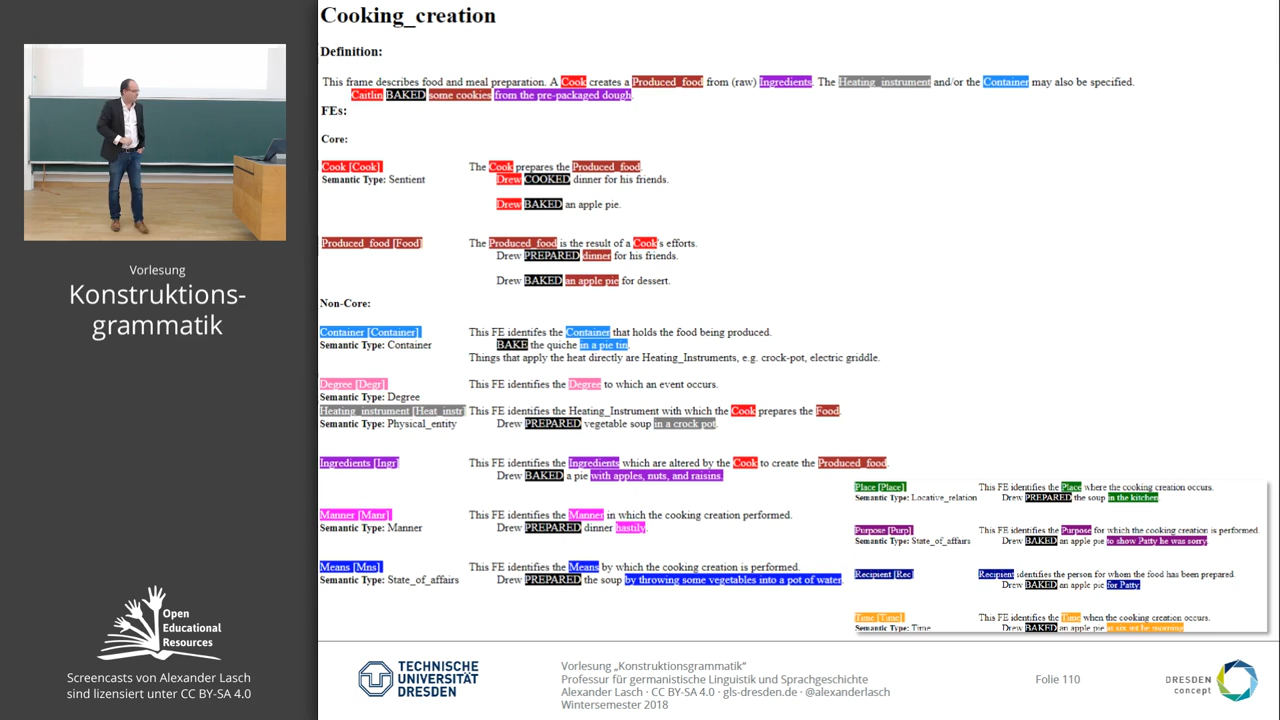 Cooking_creation
Definition:
This frame describes food and meal preparation. A Cook creates a Produced_food from (raw) Ingredients. The Heating_instrument and/or the Container may also be specified.
Caitlin BAKED some cookies from the pre-packaged dough.
FEs:
Core:
Cook [Cook]
Semantic Type: Sentient
The Cook prepares the Produced_food.
Drew COOKED dinner for his friends.
Drew BAKED an apple pie.
Produced_food [Food]
The Produced_food is the result of a Cook's efforts.
Drew PREPARED dinner for his friends.
Drew BAKED an apple pie for dessert.
Non-Core:
Container [Container]
Semantic Type: Container
This FE identifes the Container that holds the food being produced.
BAKE the quiche in a pie tin.
Things that apply the heat directly are Heating_Instruments, e.g. crock-pot, electric griddle.
Degree [Degr]
Semantic Type: Degree
This FE identifies the Degree to which an event occurs.
Heating_instrument [Heat_instr]
Semantic Type: Physical_entity
This FE identifies the Heating_Instrument with which the Cook prepares the Food.
Drew PREPARED vegetable soup in a crock pot.
Ingredients [Ingr]
This FE identifies the Ingredients which are altered by the Cook to create the Produced_food.
Drew BAKED a pie with apples, nuts, and raisins.
Manner [Manr]
Semantic Type: Manner
This FE identifies the Manner in which the cooking creation performed.
Drew PREPARED dinner hastily.
Means [Mns]
Semantic Type: State_of_affairs
This FE identifies the Means by which the cooking creation is performed.
Drew PREPARED the soup by throwing some vegetables into a pot of water.
Place [Place]
Semantic Type: Locative_relation
This FE identifies the Place where the cooking creation occurs.
Drew PREPARED the soup in the kitchen
Purpose [Purp]
Semantic Type: State_of_affairs
This FE identifies the Purpose for which the cooking creation is performed.
Drew BAKED an apple pie to show Patty he was sorry
Recipient [Rec]
Recipient identifies the person for whom the food has been prepared.
Drew BAKED an apple pie for Patty
Time [Time]
Semantic Type: Time
This FE identifies the Time when the cooking creation occurs.
Drew BAKED an apple pie
Vorlesung
Konstruktions-
grammatik
Open
Educational
Resources
Screencasts von Alexander Lasch
sind lizensiert unter CC BY-SA 4.0
TECHNISCHE
UNIVERSITÄT
DRESDEN
Vorlesung „Konstruktionsgrammatik“
Professur für germanistische Linguistik und Sprachgeschichte
Alexander Lasch · CC BY-SA 4.0 · gls-dresden.de · @alexanderlasch
Wintersemester 2018
Folie 110
DRESDEN
concept